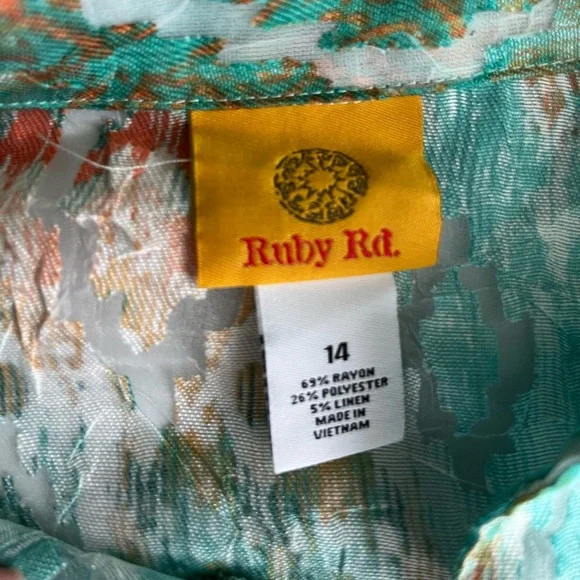 Ruby Rd.
14
69% RAYON
26% POLYESTER
5% LINEN
MADE IN
VIETNAM